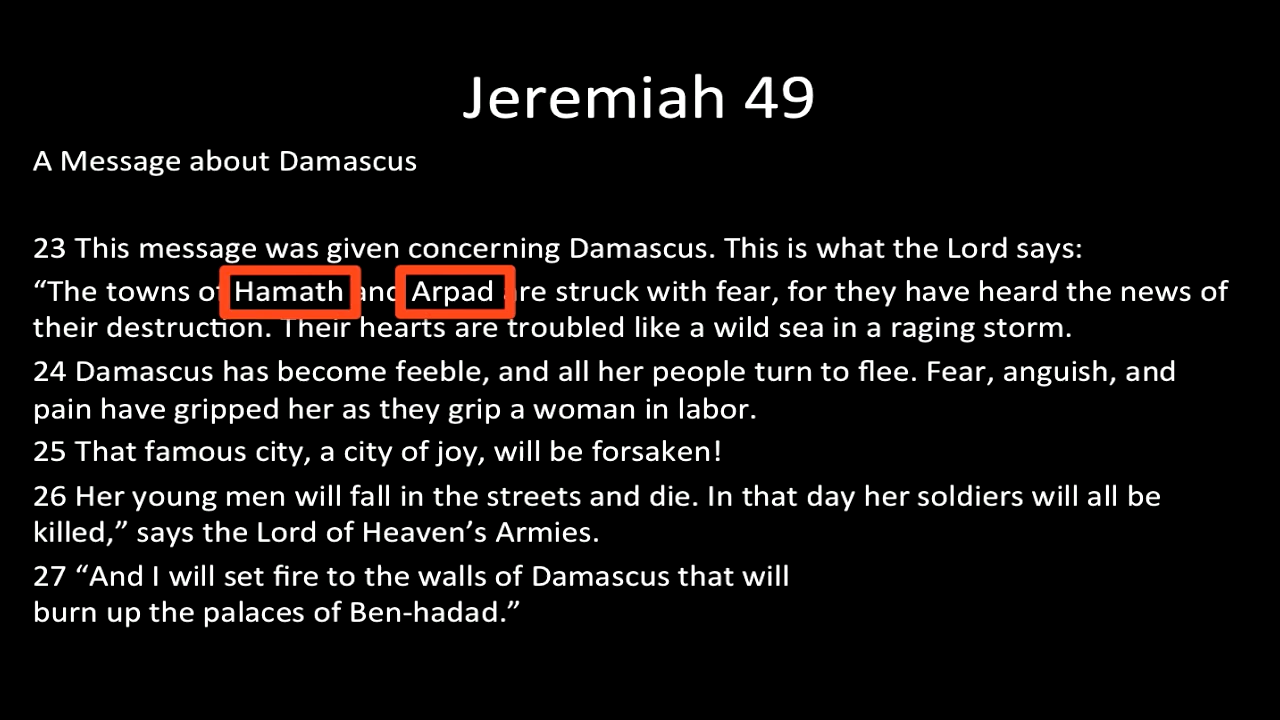 Jeremiah 49
A Message about Damascus
23 This message was given concerning Damascus. This is what the Lord says:
“The towns of Hamath and Arpad are struck with fear, for they have heard the news of
their destruction. Their hearts are troubled like a wild sea in a raging storm.
24 Damascus has become feeble, and all her people turn to flee. Fear, anguish, and
pain have gripped her as they grip a woman in labor.
25 That famous city, a city of joy, will be forsaken!
26 Her young men will fall in the streets and die. In that day her soldiers will all be
killed,” says the Lord of Heaven’s Armies.
27 “And I will set fire to the walls of Damascus that will
burn up the palaces of Ben-hadad.”